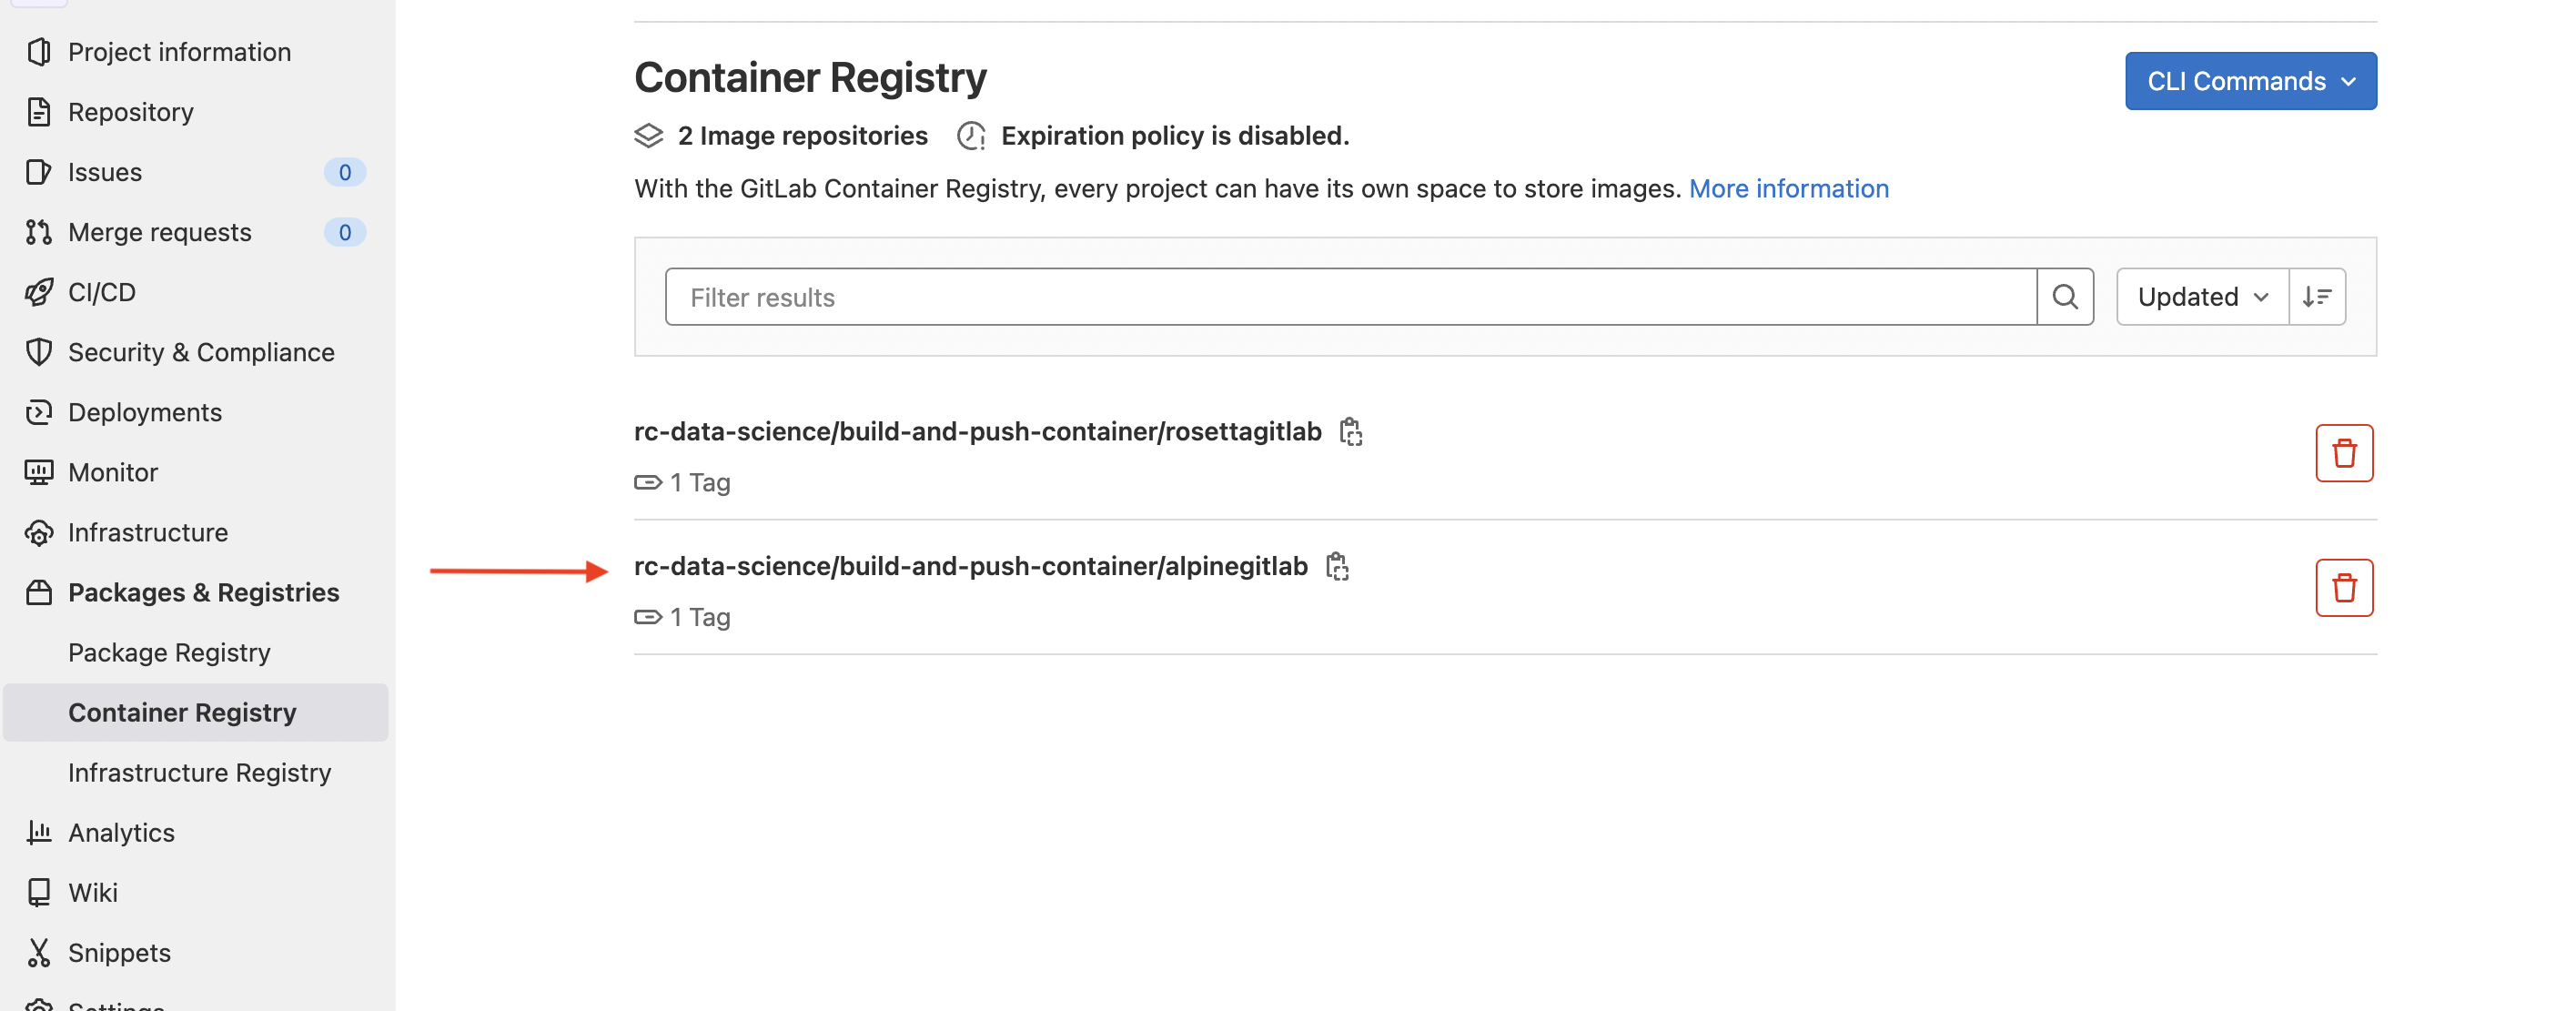 Project information
Repository
Issues 0
Merge requests 0
CI/CD
Security & Compliance
Deployments
Monitor
Infrastructure
Packages & Registries
Package Registry
Container Registry
Infrastructure Registry
Analytics
Wiki
Snippets
Settings
Container Registry
CLI Commands
2 Image repositories Expiration policy is disabled.
With the GitLab Container Registry, every project can have its own space to store images. More information
Filter results
Updated
rc-data-science/build-and-push-container/rosettagitlab
1 Tag
rc-data-science/build-and-push-container/alpinegitlab
1 Tag